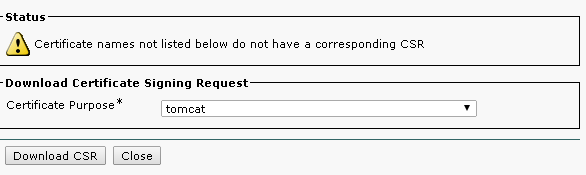 Status
Certificate names not listed below do not have a corresponding CSR
Download Certificate Signing Request
Certificate Purpose* tomcat
Download CSR Close